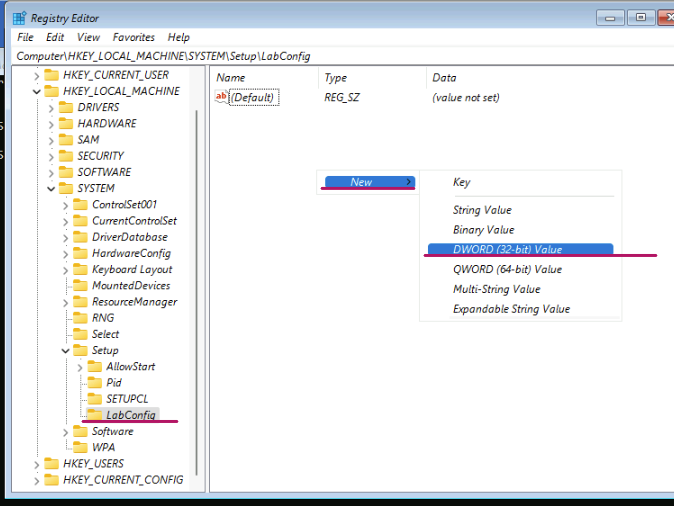 Registry Editor
File Edit View Favorites Help
Computer\HKEY_LOCAL_MACHINE\SYSTEM\Setup\LabConfig
HKEY_CURRENT_USER
HKEY_LOCAL_MACHINE
DRIVERS
HARDWARE
SAM
SECURITY
SOFTWARE
SYSTEM
ControlSet001
CurrentControlSet
DriverDatabase
HardwareConfig
Keyboard Layout
MountedDevices
ResourceManager
RNG
Select
Setup
AllowStart
Pid
SETUPCL
LabConfig
Software
WPA
HKEY_USERS
HKEY_CURRENT_CONFIG
Name Type Data
ab (Default) REG_SZ (value not set)
New
Key
String Value
Binary Value
DWORD (32-bit) Value
QWORD (64-bit) Value
Multi-String Value
Expandable String Value